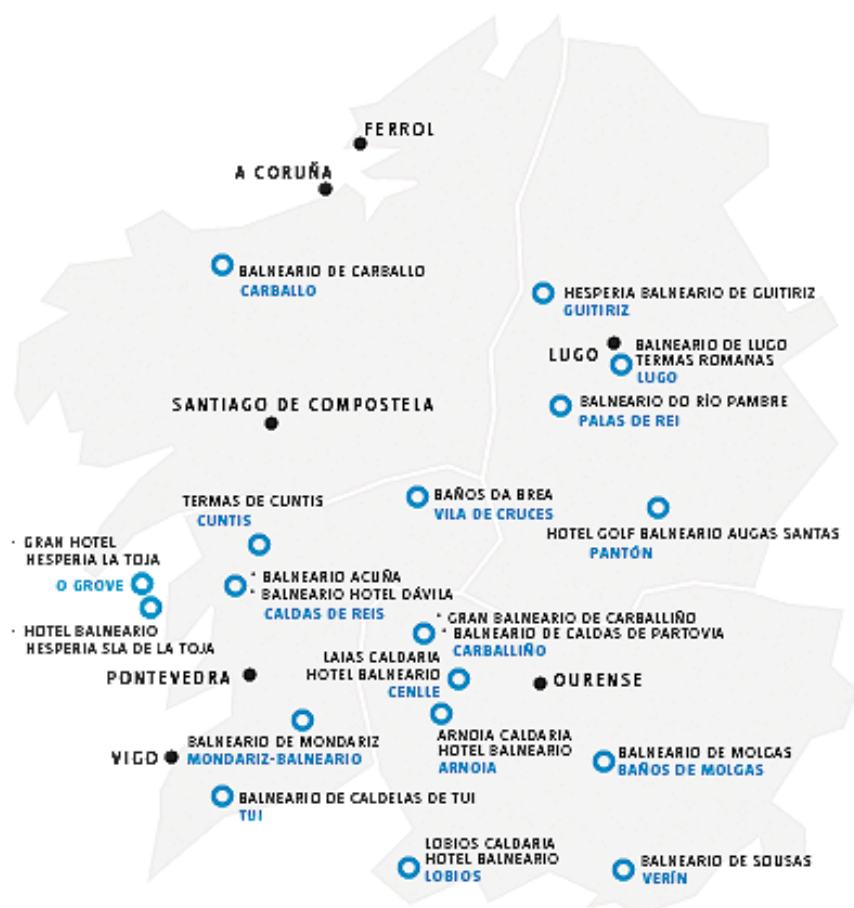 FERROL
A CORUÑA
BALNEARIO DE CARBALLO
CARBALLO
HESPERIA BALNEARIO DE GUITIRIZ
GUITIRIZ
LUGO
BALNEARIO DE LUGO
TERMAS ROMANAS
LUGO
BALNEARIO DO RÍO PAMBRE
PALAS DE REI
SANTIAGO DE COMPOSTELA
TERMAS DE CUNTIS
CUNTIS
BAÑOS DA BREA
VILA DE CRUCES
HOTEL GOLF BALNEARIO AUGAS SANTAS
PANTÓN
· GRAN HOTEL
HESPERIA LA TOJA
O GROVE
· HOTEL BALNEARIO
HESPERIA SLA DE LA TOJA
· BALNEARIO ACUÑA
· BALNEARIO HOTEL DÁVILA
CALDAS DE REIS
· GRAN BALNEARIO DE CARBALLIÑO
· BALNEARIO DE CALDAS DE PARTOVIA
CARBALLIÑO
LAIAS CALDARIA
HOTEL BALNEARIO
CENLLE
PONTEVEDRA
OURENSE
ARNOIA CALDARIA
HOTEL BALNEARIO
ARNOIA
BALNEARIO DE MONDARIZ
MONDARIZ-BALNEARIO
VIGO
BALNEARIO DE MOLGAS
BAÑOS DE MOLGAS
BALNEARIO DE CALDELAS DE TUI
TUI
LOBIOS CALDARIA
HOTEL BALNEARIO
LOBIOS
BALNEARIO DE SOUSAS
VERÍN